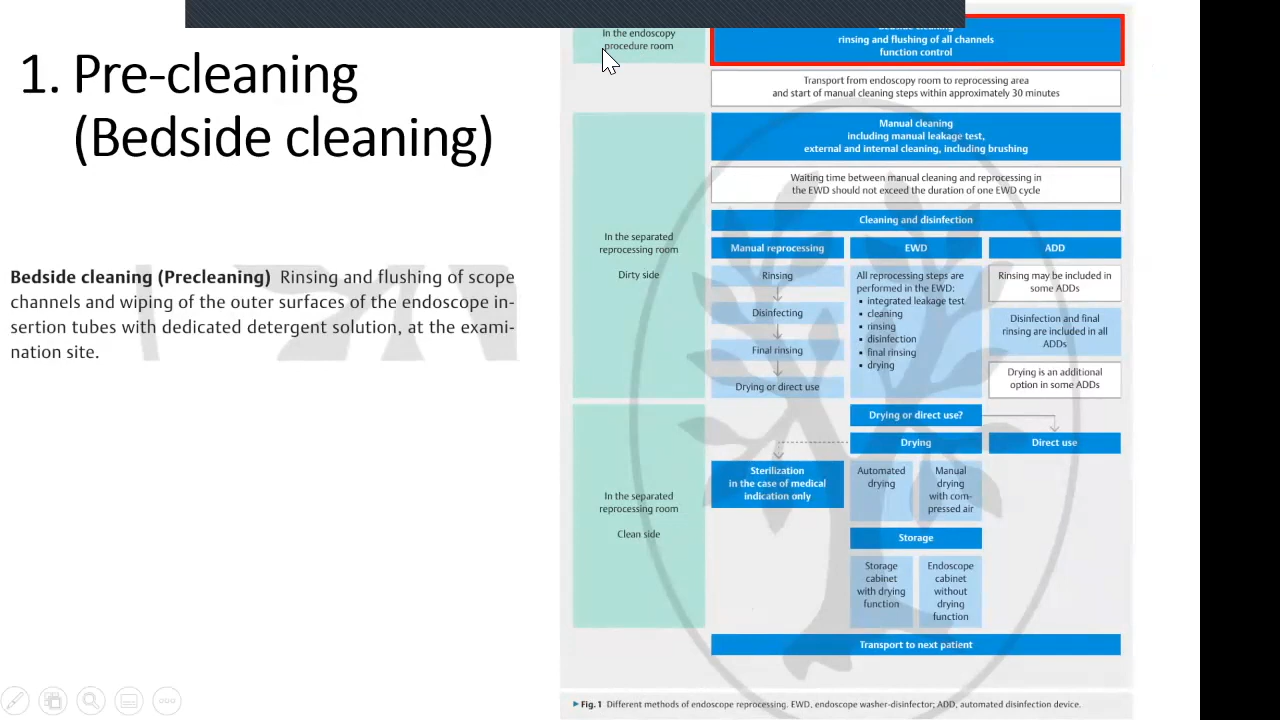 1. Pre-cleaning
(Bedside cleaning)
Bedside cleaning (Precleaning) Rinsing and flushing of scope
channels and wiping of the outer surfaces of the endoscope in-
sertion tubes with dedicated detergent solution, at the exami-
nation site.
In the endoscopy
procedure room
rinsing and flushing of all channels
function control
Transport from endoscopy room to reprocessing area
and start of manual cleaning steps within approximately 30 minutes
Manual cleaning
including manual leakage test,
external and internal cleaning, including brushing
Waiting time between manual cleaning and reprocessing in
the EWD should not exceed the duration of one EWD cycle
In the separated
reprocessing room
Dirty side
Cleaning and disinfection
Manual reprocessing
Rinsing
Disinfecting
Final rinsing
Drying or direct use
EWD
All reprocessing steps are
performed in the EWD:
• integrated leakage test
• cleaning
• rinsing
• disinfection
• final rinsing
• drying
ADD
Rinsing may be included in
some ADDs
Disinfection and final
rinsing are included in all
ADDs
Drying is an additional
option in some ADDs
In the separated
reprocessing room
Clean side
Drying or direct use?
Drying
Direct use
Sterilization
in the case of medical
indication only
Automated
drying
Manual
drying
with com-
pressed air
Storage
Storage
cabinet
with drying
function
Endoscope
cabinet
without
drying
function
Transport to next patient
▶ Fig. 1 Different methods of endoscope reprocessing. EWD, endoscope washer-disinfector; ADD, automated disinfection device.